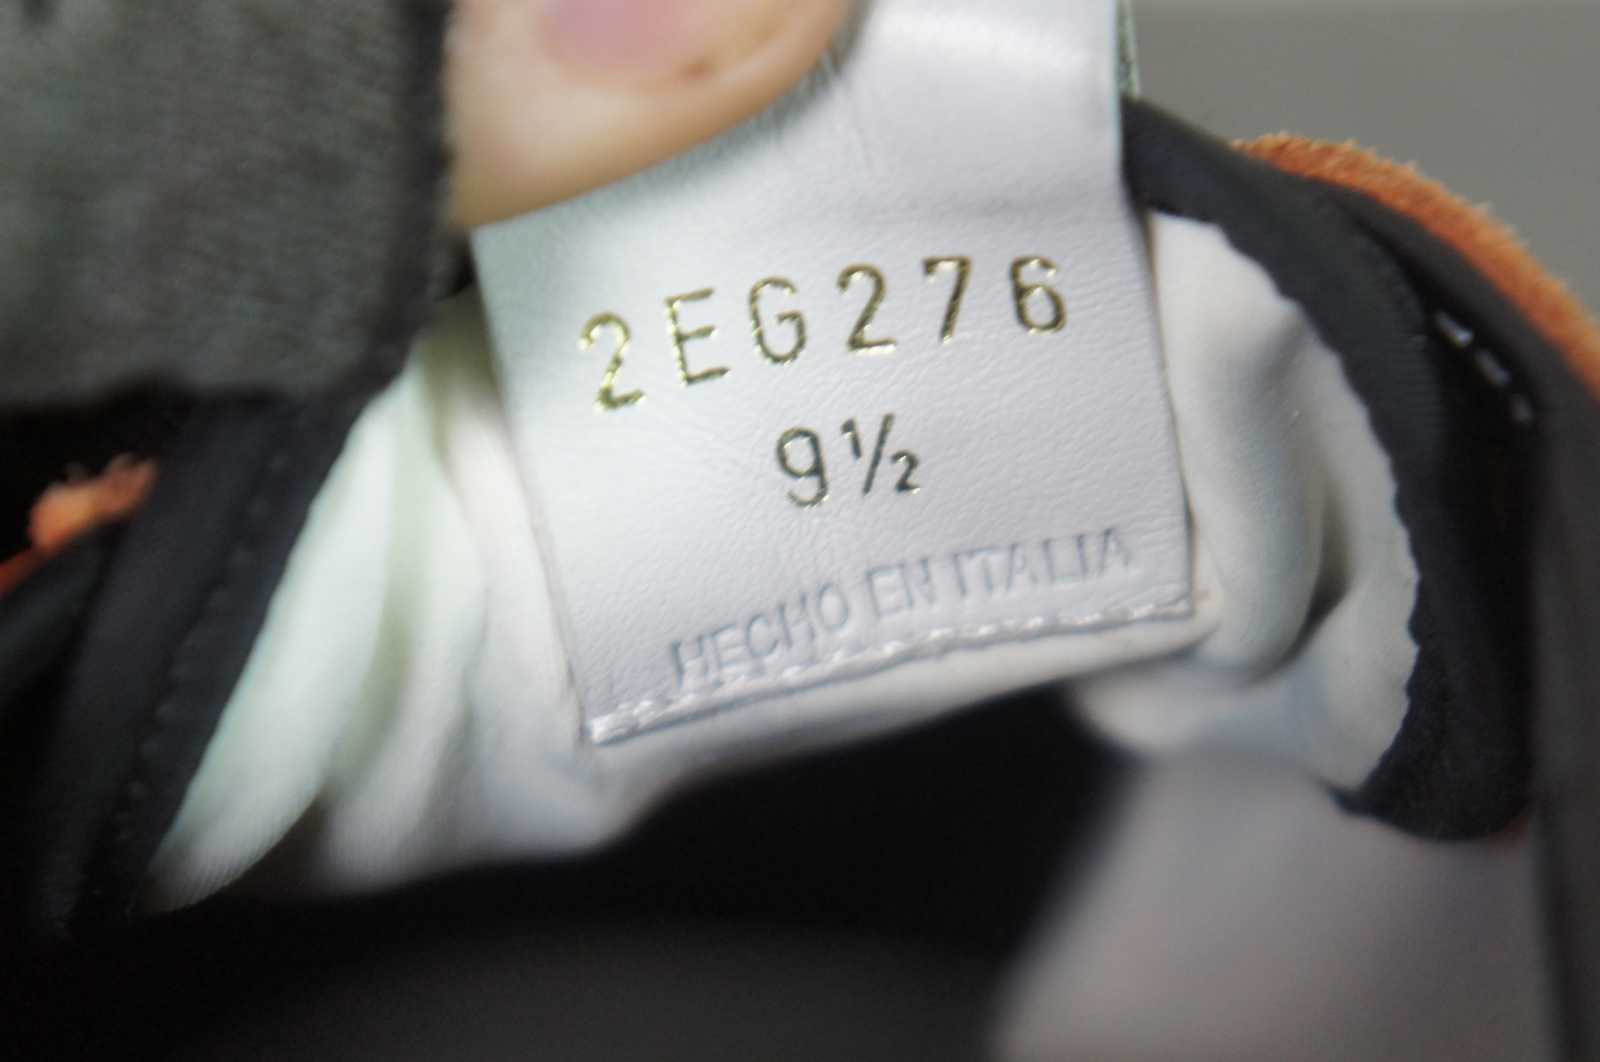 2EG276
9½
HECHO EN ITALIA